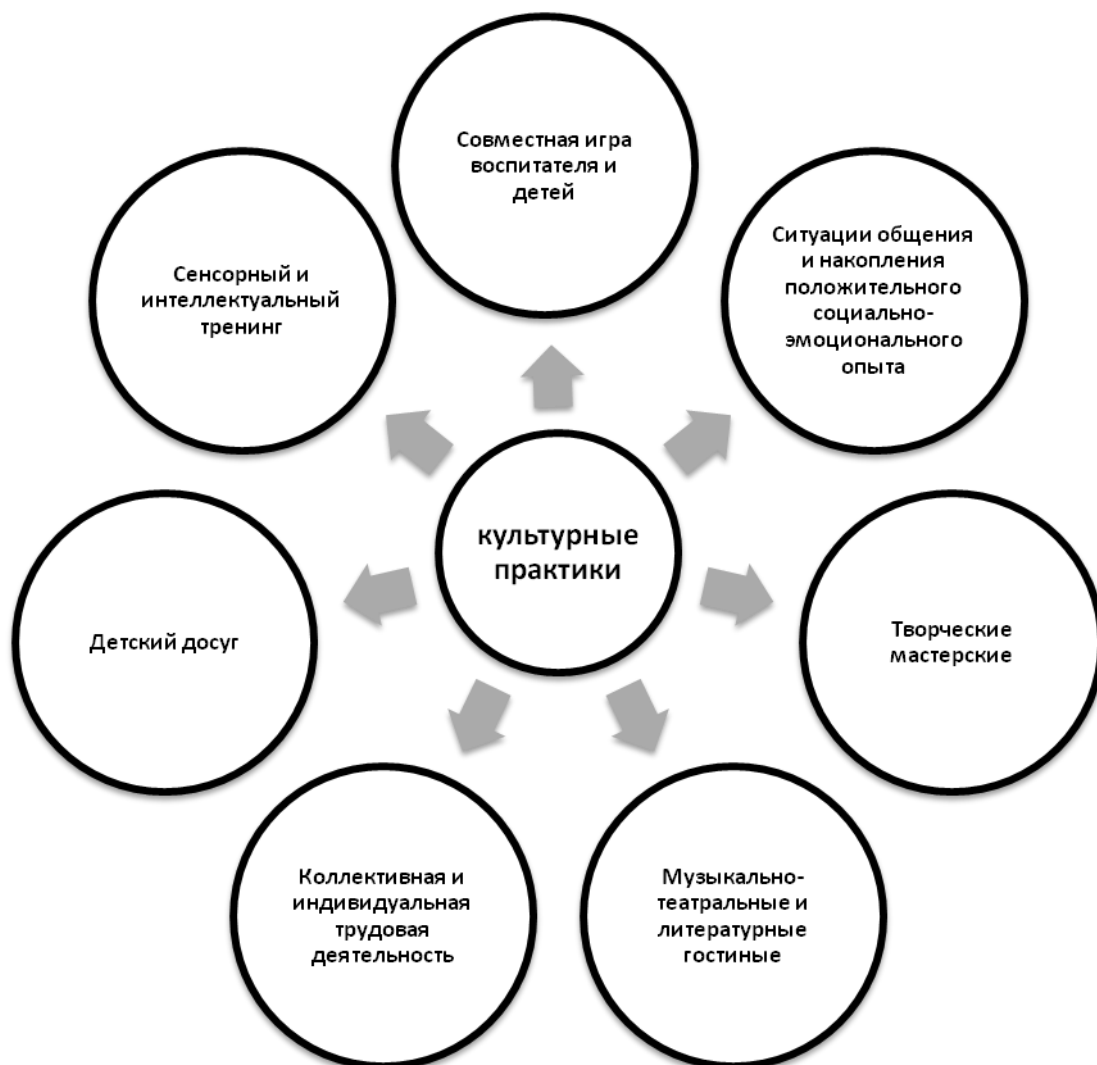 Совместная игра
воспитателя и
детей
Ситуации общения
и накопления
положительного
социально-
эмоционального
опыта
Творческие
мастерские
Музыкально-
театральные и
литературные
гостиные
Коллективная и
индивидуальная
трудовая
деятельность
Детский досуг
Сенсорный и
интеллектуальный
тренинг
культурные
практики